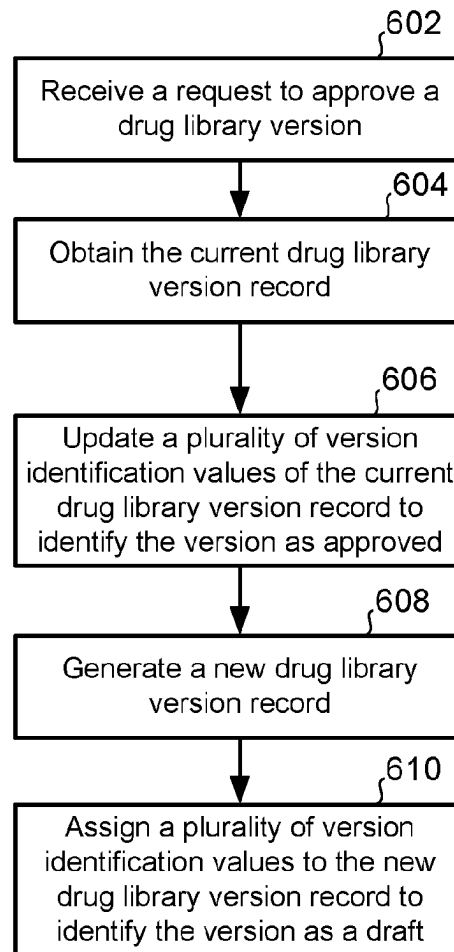 602
Receive a request to approve a
drug library version
604
Obtain the current drug library
version record
606
Update a plurality of version
identification values of the current
drug library version record to
identify the version as approved
608
Generate a new drug library
version record
610
Assign a plurality of version
identification values to the new
drug library version record to
identify the version as a draft